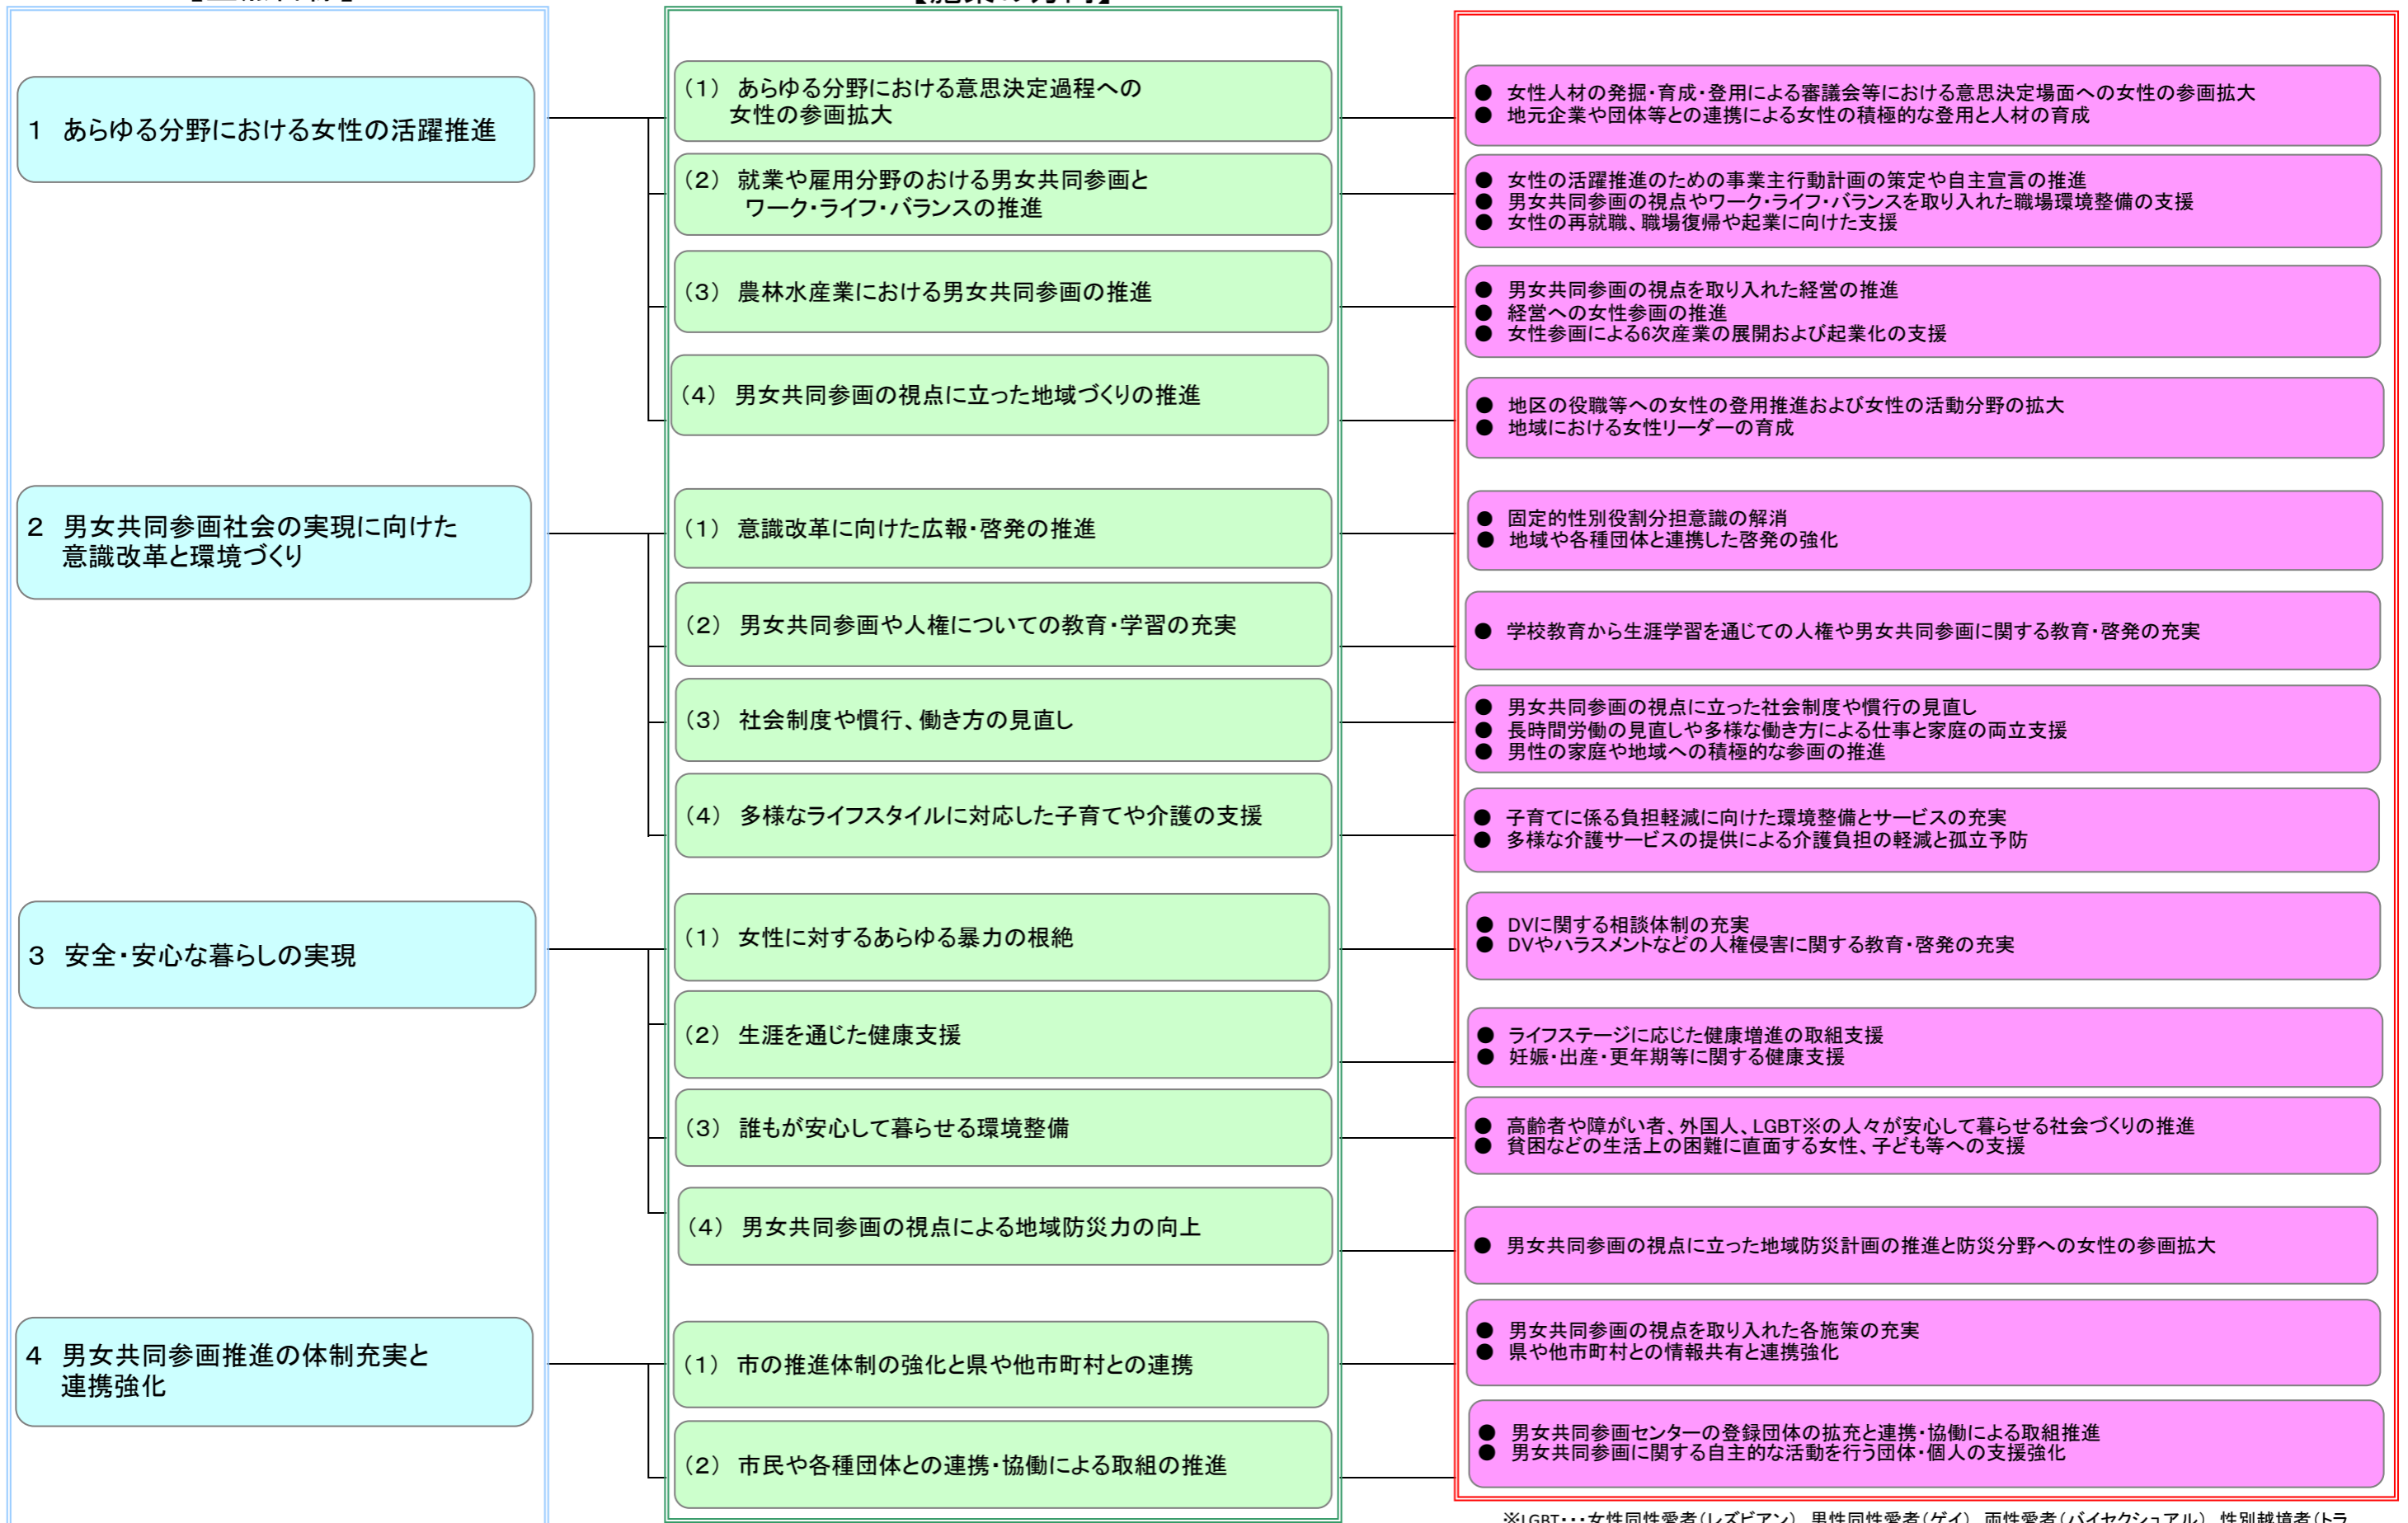 1 あらゆる分野における女性の活躍推進
(1) あらゆる分野における意思決定過程への
女性の参画拡大
● 女性人材の発掘・育成・登用による審議会等における意思決定場面への女性の参画拡大
● 地元企業や団体等との連携による女性の積極的な登用と人材の育成
(2) 就業や雇用分野のおける男女共同参画と
ワーク・ライフ・バランスの推進
● 女性の活躍推進のための事業主行動計画の策定や自主宣言の推進
● 男女共同参画の視点やワーク・ライフ・バランスを取り入れた職場環境整備の支援
● 女性の再就職、職場復帰や起業に向けた支援
(3) 農林水産業における男女共同参画の推進
● 男女共同参画の視点を取り入れた経営の推進
● 経営への女性参画の推進
● 女性参画による6次産業の展開および起業化の支援
(4) 男女共同参画の視点に立った地域づくりの推進
● 地区の役職等への女性の登用推進および女性の活動分野の拡大
● 地域における女性リーダーの育成
2 男女共同参画社会の実現に向けた
意識改革と環境づくり
(1) 意識改革に向けた広報・啓発の推進
● 固定的性別役割分担意識の解消
● 地域や各種団体と連携した啓発の強化
(2) 男女共同参画や人権についての教育・学習の充実
● 学校教育から生涯学習を通じての人権や男女共同参画に関する教育・啓発の充実
(3) 社会制度や慣行、働き方の見直し
● 男女共同参画の視点に立った社会制度や慣行の見直し
● 長時間労働の見直しや多様な働き方による仕事と家庭の両立支援
● 男性の家庭や地域への積極的な参画の推進
(4) 多様なライフスタイルに対応した子育てや介護の支援
● 子育てに係る負担軽減に向けた環境整備とサービスの充実
● 多様な介護サービスの提供による介護負担の軽減と孤立予防
3 安全・安心な暮らしの実現
(1) 女性に対するあらゆる暴力の根絶
● DVに関する相談体制の充実
● DVやハラスメントなどの人権侵害に関する教育・啓発の充実
(2) 生涯を通じた健康支援
● ライフステージに応じた健康増進の取組支援
● 妊娠・出産・更年期等に関する健康支援
(3) 誰もが安心して暮らせる環境整備
● 高齢者や障がい者、外国人、LGBT※の人々が安心して暮らせる社会づくりの推進
● 貧困などの生活上の困難に直面する女性、子ども等への支援
(4) 男女共同参画の視点による地域防災力の向上
● 男女共同参画の視点に立った地域防災計画の推進と防災分野への女性の参画拡大
4 男女共同参画推進の体制充実と
連携強化
(1) 市の推進体制の強化と県や他市町村との連携
● 男女共同参画の視点を取り入れた各施策の充実
● 県や他市町村との情報共有と連携強化
(2) 市民や各種団体との連携・協働による取組の推進
● 男女共同参画センターの登録団体の拡充と連携・協働による取組推進
● 男女共同参画に関する自主的な活動を行う団体・個人の支援強化
※LGBT・・・女性同性愛者(レズビアン)、男性同性愛者(ゲイ)、両性愛者(バイセクシュアル)、性別越境者(トラ